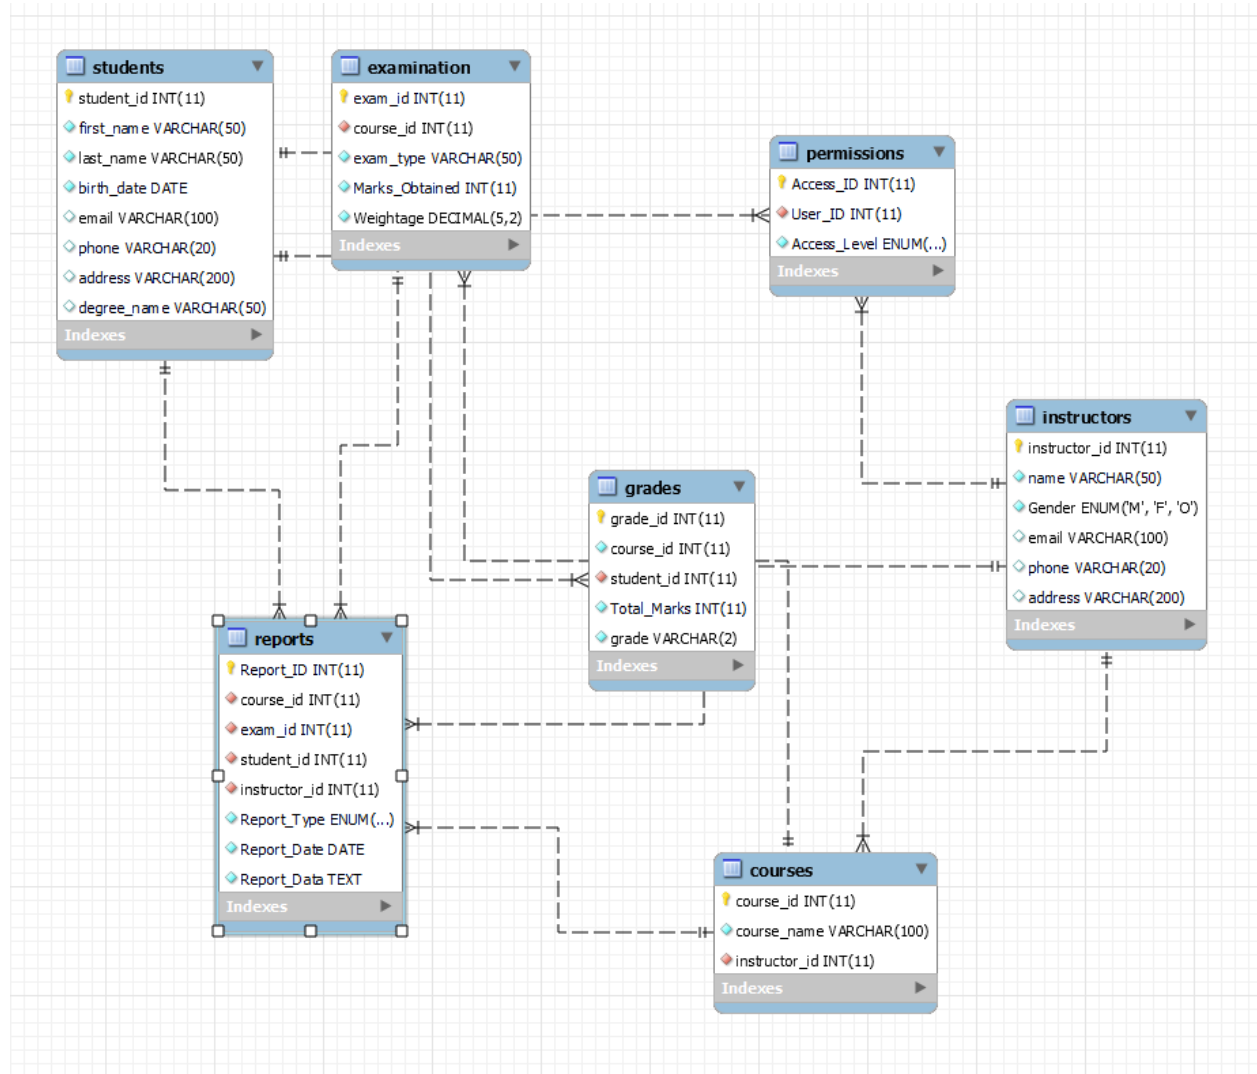 students
student_id INT(11)
first_name VARCHAR(50)
last_name VARCHAR(50)
birth_date DATE
email VARCHAR(100)
phone VARCHAR(20)
address VARCHAR(200)
degree_name VARCHAR(50)
Indexes
examination
exam_id INT(11)
course_id INT(11)
exam_type VARCHAR(50)
Marks_Obtained INT(11)
Weightage DECIMAL(5,2)
Indexes
permissions
Access_ID INT(11)
User_ID INT(11)
Access_Level ENUM(...)
Indexes
instructors
instructor_id INT(11)
name VARCHAR(50)
Gender ENUM('M', 'F', 'O')
email VARCHAR(100)
phone VARCHAR(20)
address VARCHAR(200)
Indexes
grades
grade_id INT(11)
course_id INT(11)
student_id INT(11)
Total_Marks INT(11)
grade VARCHAR(2)
Indexes
reports
Report_ID INT(11)
course_id INT(11)
exam_id INT(11)
student_id INT(11)
instructor_id INT(11)
Report_Type ENUM(...)
Report_Date DATE
Report_Data TEXT
Indexes
courses
course_id INT(11)
course_name VARCHAR(100)
instructor_id INT(11)
Indexes